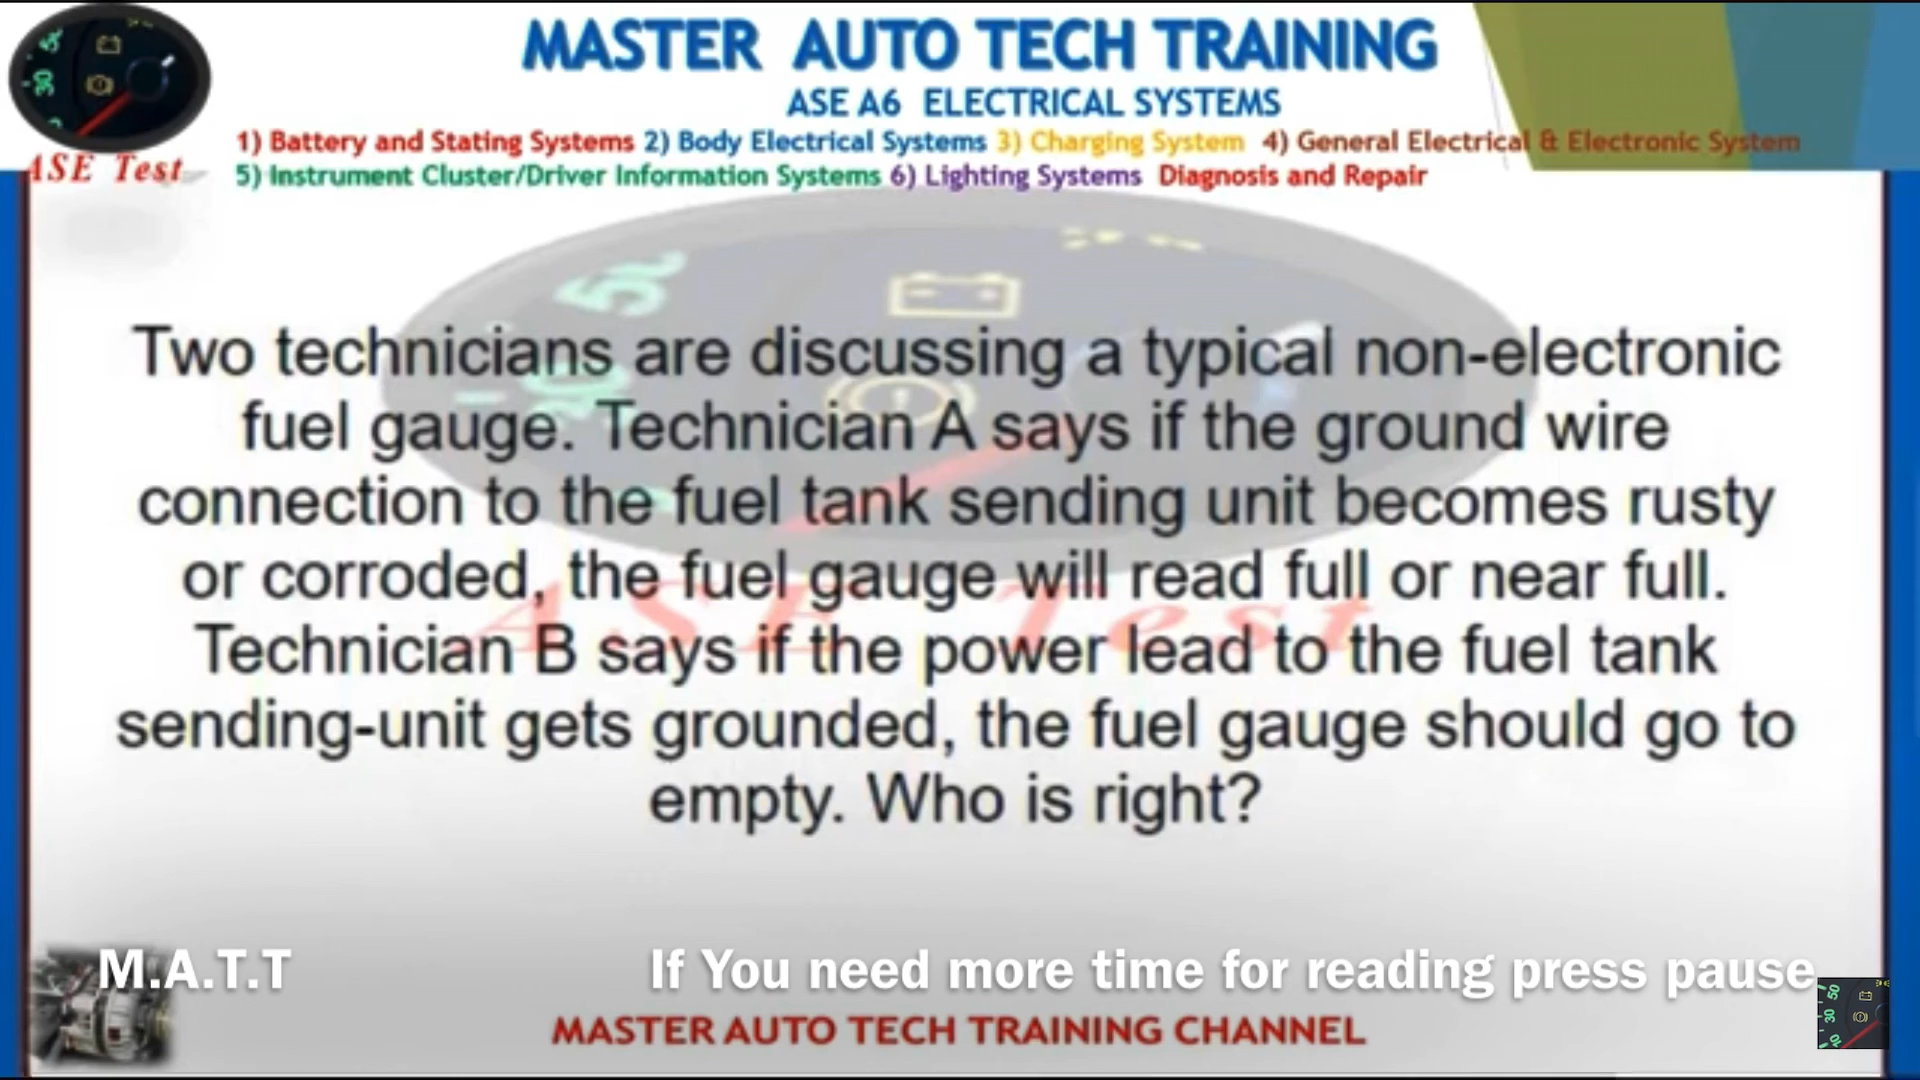 MASTER AUTO TECH TRAINING
ASE A6 ELECTRICAL SYSTEMS
1) Battery and Stating Systems 2) Body Electrical Systems 3) Charging System 4) General Electrical & Electronic System
5) Instrument Cluster/Driver Information Systems 6) Lighting Systems Diagnosis and Repair
30
ASE Test
Two technicians are discussing a typical non-electronic
fuel gauge. Technician A says if the ground wire
connection to the fuel tank sending unit becomes rusty
or corroded, the fuel gauge will read full or near full.
Technician B says if the power lead to the fuel tank
sending-unit gets grounded, the fuel gauge should go to
empty. Who is right?
ASE Test
M.A.T.T
If You need more time for reading press pause
MASTER AUTO TECH TRAINING CHANNEL
50
30
10